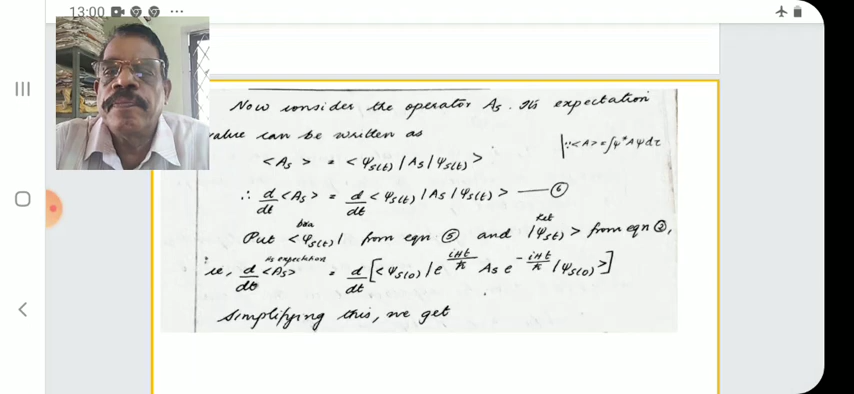 13:00
Now consider the operator As. Its expectation
value can be written as
|∵<A> = ∫ψ*Aψdτ
<As> = <ψs(t) / As / ψs(t)>
∴ d/dt <As> = d/dt <ψs(t) / As / ψs(t)> —— ⑥
bra Ket
Put <ψs(t)| from eqn ⑤ and |ψs(t)> from eqn ②,
its expectation
ie, d/dt <As> = d/dt [<ψs(0)/ e^(iHt/ℏ) As e^(-iHt/ℏ) /ψs(0)>]
Simplifying this, we get